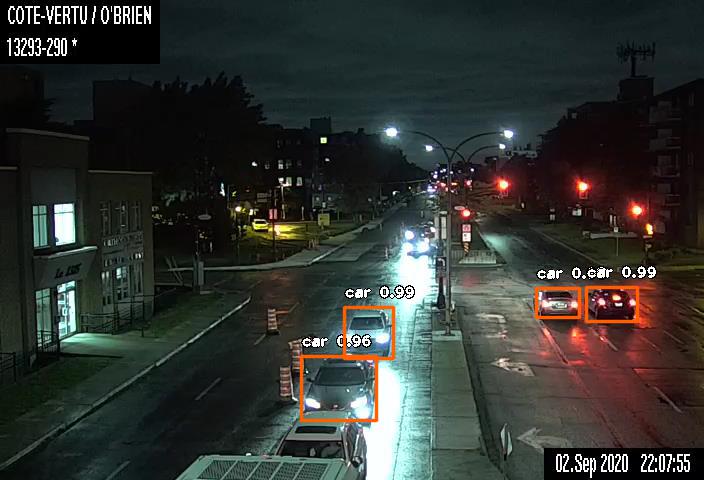 COTE-VERTU / O'BRIEN
13293-290 *
car 0.
car 0.99
car 0.99
car 0.96
02.Sep 2020 22:07:55